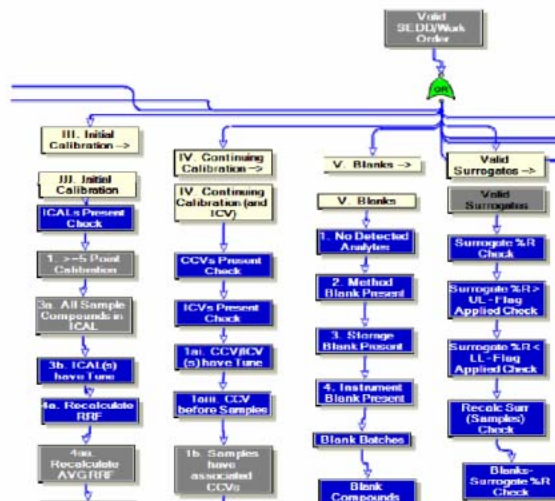 Valid
SEDD/Work
Order
OR
III. Initial
Calibration ->
III. Initial
Calibration
ICALs Present
Check
1. >=5 Point
Calibration
3a. All Sample
Compounds in
ICAL
3b. ICAL(s)
have Tune
4a. Recalculate
RRF
4aa.
Recalculate
AVG RRF
IV. Continuing
Calibration ->
IV. Continuing
Calibration (and
ICV)
CCVs Present
Check
ICVs Present
Check
1ai. CCV/ICV
(s) have Tune
1aiii. CCV
before Samples
1b. Samples
have
associated
CCVs
V. Blanks ->
V. Blanks
1. No Detected
Analytes
2. Method
Blank Present
3. Storage
Blank Present
4. Instrument
Blank Present
Blank Batches
Blank
Compounds
Valid
Surrogates ->
Valid
Surrogates
Surrogate %R
Check
Surrogate %R >
UL- Flag
Applied Check
Surrogate %R <
LL- Flag
Applied Check
Recalc Surr
(Samples)
Check
Blanks-
Surrogate %R
Check